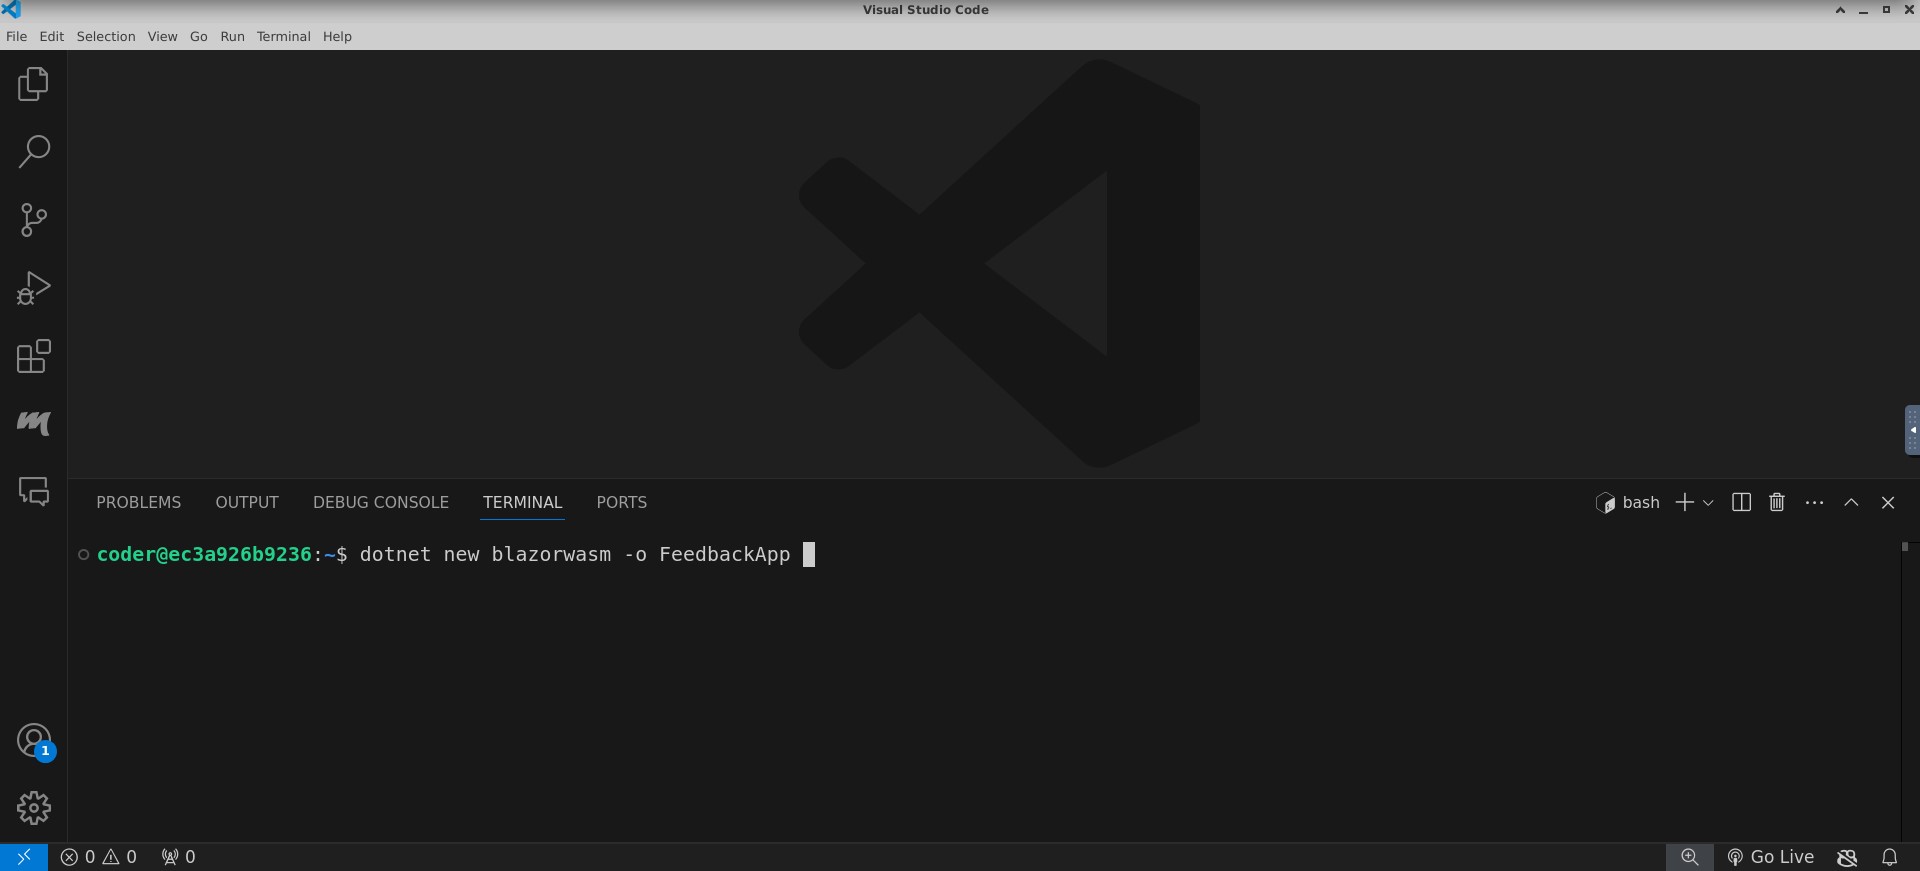 Visual Studio Code
File Edit Selection View Go Run Terminal Help
PROBLEMS OUTPUT DEBUG CONSOLE TERMINAL PORTS bash
coder@ec3a926b9236:~$ dotnet new blazorwasm -o FeedbackApp
1
0 0 0 Go Live